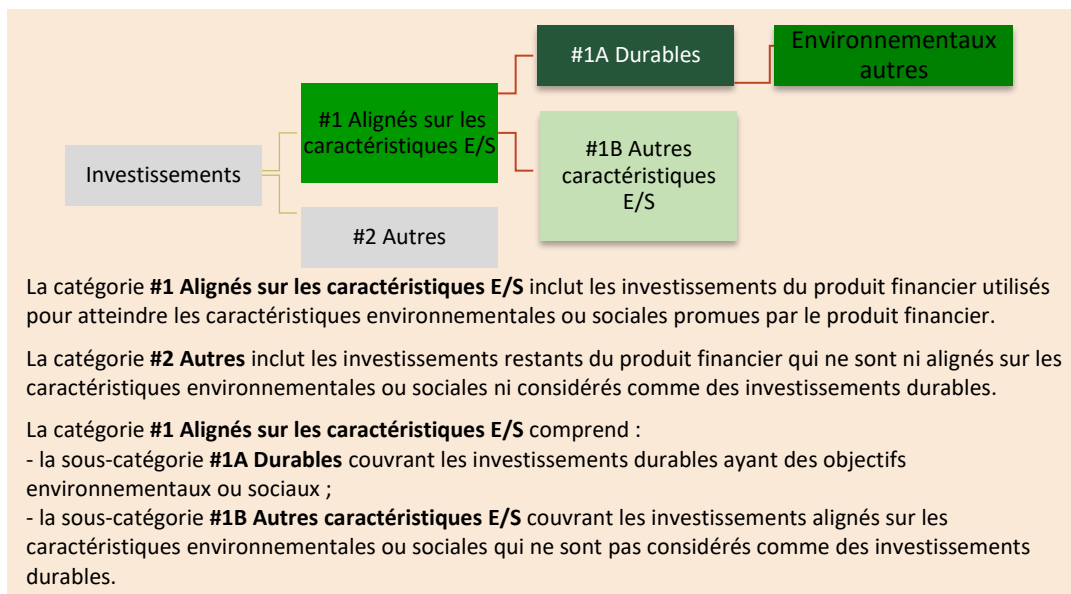 #1A Durables
Environnementaux
autres
#1 Alignés sur les
caractéristiques E/S
#1B Autres
caractéristiques
E/S
Investissements
#2 Autres
La catégorie #1 Alignés sur les caractéristiques E/S inclut les investissements du produit financier utilisés
pour atteindre les caractéristiques environnementales ou sociales promues par le produit financier.
La catégorie #2 Autres inclut les investissements restants du produit financier qui ne sont ni alignés sur les
caractéristiques environnementales ou sociales ni considérés comme des investissements durables.
La catégorie #1 Alignés sur les caractéristiques E/S comprend :
- la sous-catégorie #1A Durables couvrant les investissements durables ayant des objectifs
environnementaux ou sociaux ;
- la sous-catégorie #1B Autres caractéristiques E/S couvrant les investissements alignés sur les
caractéristiques environnementales ou sociales qui ne sont pas considérés comme des investissements
durables.